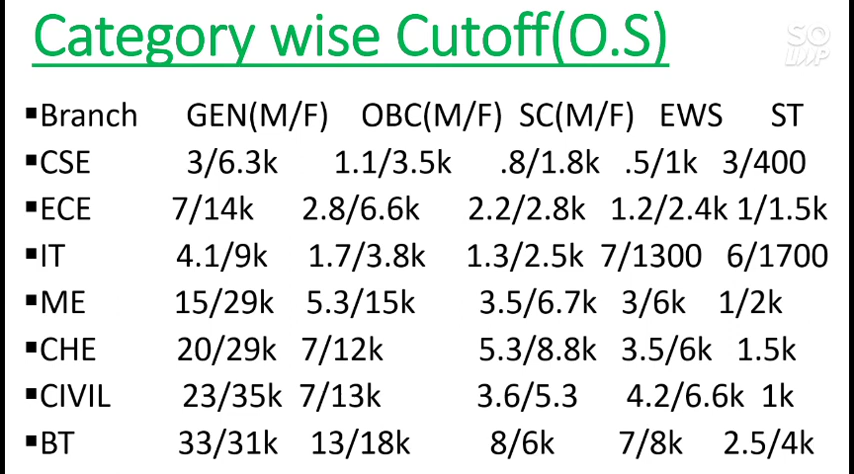 Category wise Cutoff(O.S)
SO
LOOP
▪Branch GEN(M/F) OBC(M/F) SC(M/F) EWS ST
▪CSE 3/6.3k 1.1/3.5k .8/1.8k .5/1k 3/400
▪ECE 7/14k 2.8/6.6k 2.2/2.8k 1.2/2.4k 1/1.5k
▪IT 4.1/9k 1.7/3.8k 1.3/2.5k 7/1300 6/1700
▪ME 15/29k 5.3/15k 3.5/6.7k 3/6k 1/2k
▪CHE 20/29k 7/12k 5.3/8.8k 3.5/6k 1.5k
▪CIVIL 23/35k 7/13k 3.6/5.3 4.2/6.6k 1k
▪BT 33/31k 13/18k 8/6k 7/8k 2.5/4k